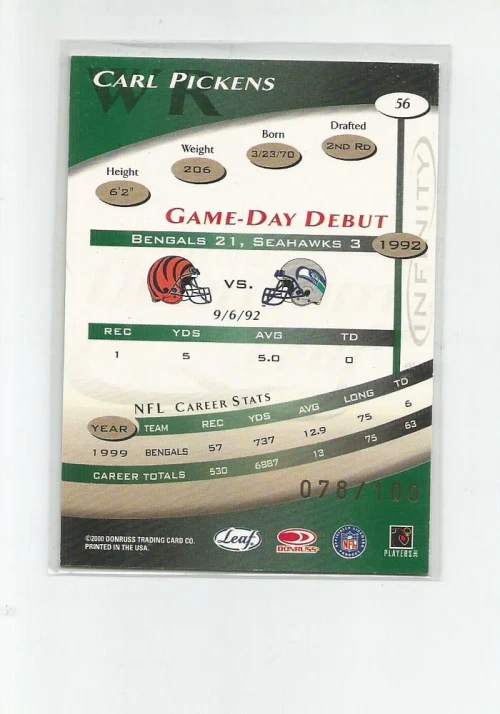 WR
CARL PICKENS
56
Height
6'2"
Weight
206
Born
3/23/70
Drafted
2ND RD
INFINITY
GAME-DAY DEBUT
BENGALS 21, SEAHAWKS 3 1992
VS.
9/6/92
REC YDS AVG TD
1 5 5.0 0
NFL CAREER STATS
YEAR TEAM REC YDS AVG LONG TD
1999 BENGALS 57 737 12.9 75 6
CAREER TOTALS 530 6887 13 75 63
078/100
©2000 DONRUSS TRADING CARD CO.
PRINTED IN THE USA.
Leaf
DONRUSS
NFL
PLAYERS INC